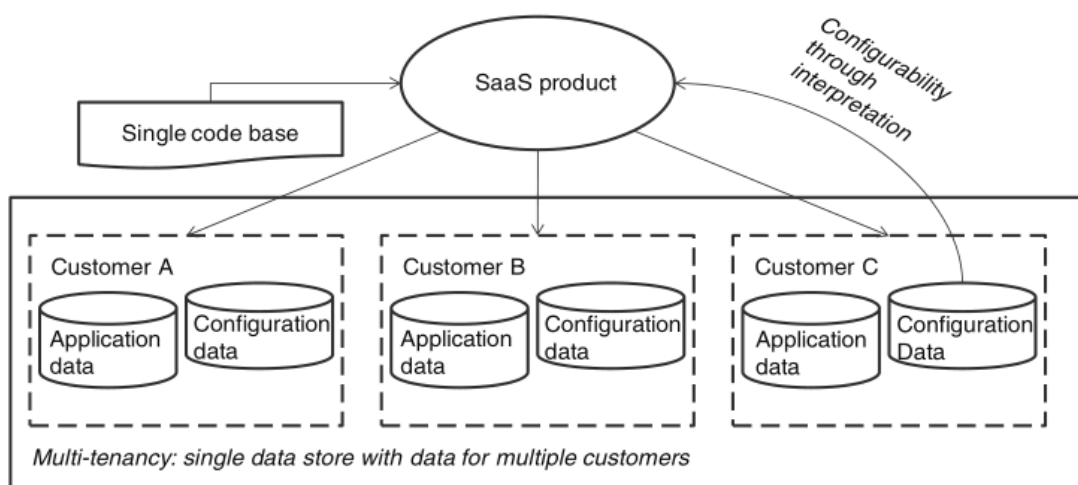 SaaS product
Configurability
through
interpretation
Single code base
Customer A
Application
data
Configuration
data
Customer B
Application
data
Configuration
data
Customer C
Application
data
Configuration
Data
Multi-tenancy: single data store with data for multiple customers